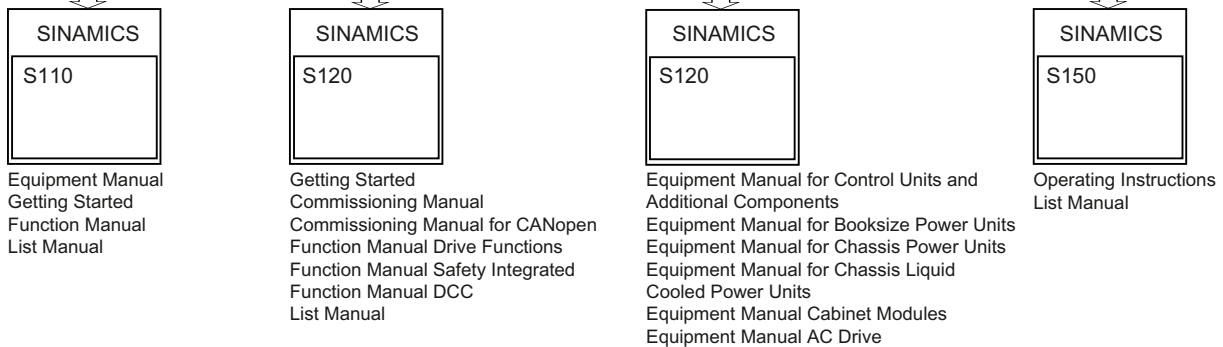 SINAMICS
S110
Equipment Manual
Getting Started
Function Manual
List Manual
SINAMICS
S120
Getting Started
Commissioning Manual
Commissioning Manual for CANopen
Function Manual Drive Functions
Function Manual Safety Integrated
Function Manual DCC
List Manual
SINAMICS
S120
Equipment Manual for Control Units and
Additional Components
Equipment Manual for Booksize Power Units
Equipment Manual for Chassis Power Units
Equipment Manual for Chassis Liquid
Cooled Power Units
Equipment Manual Cabinet Modules
Equipment Manual AC Drive
SINAMICS
S150
Operating Instructions
List Manual